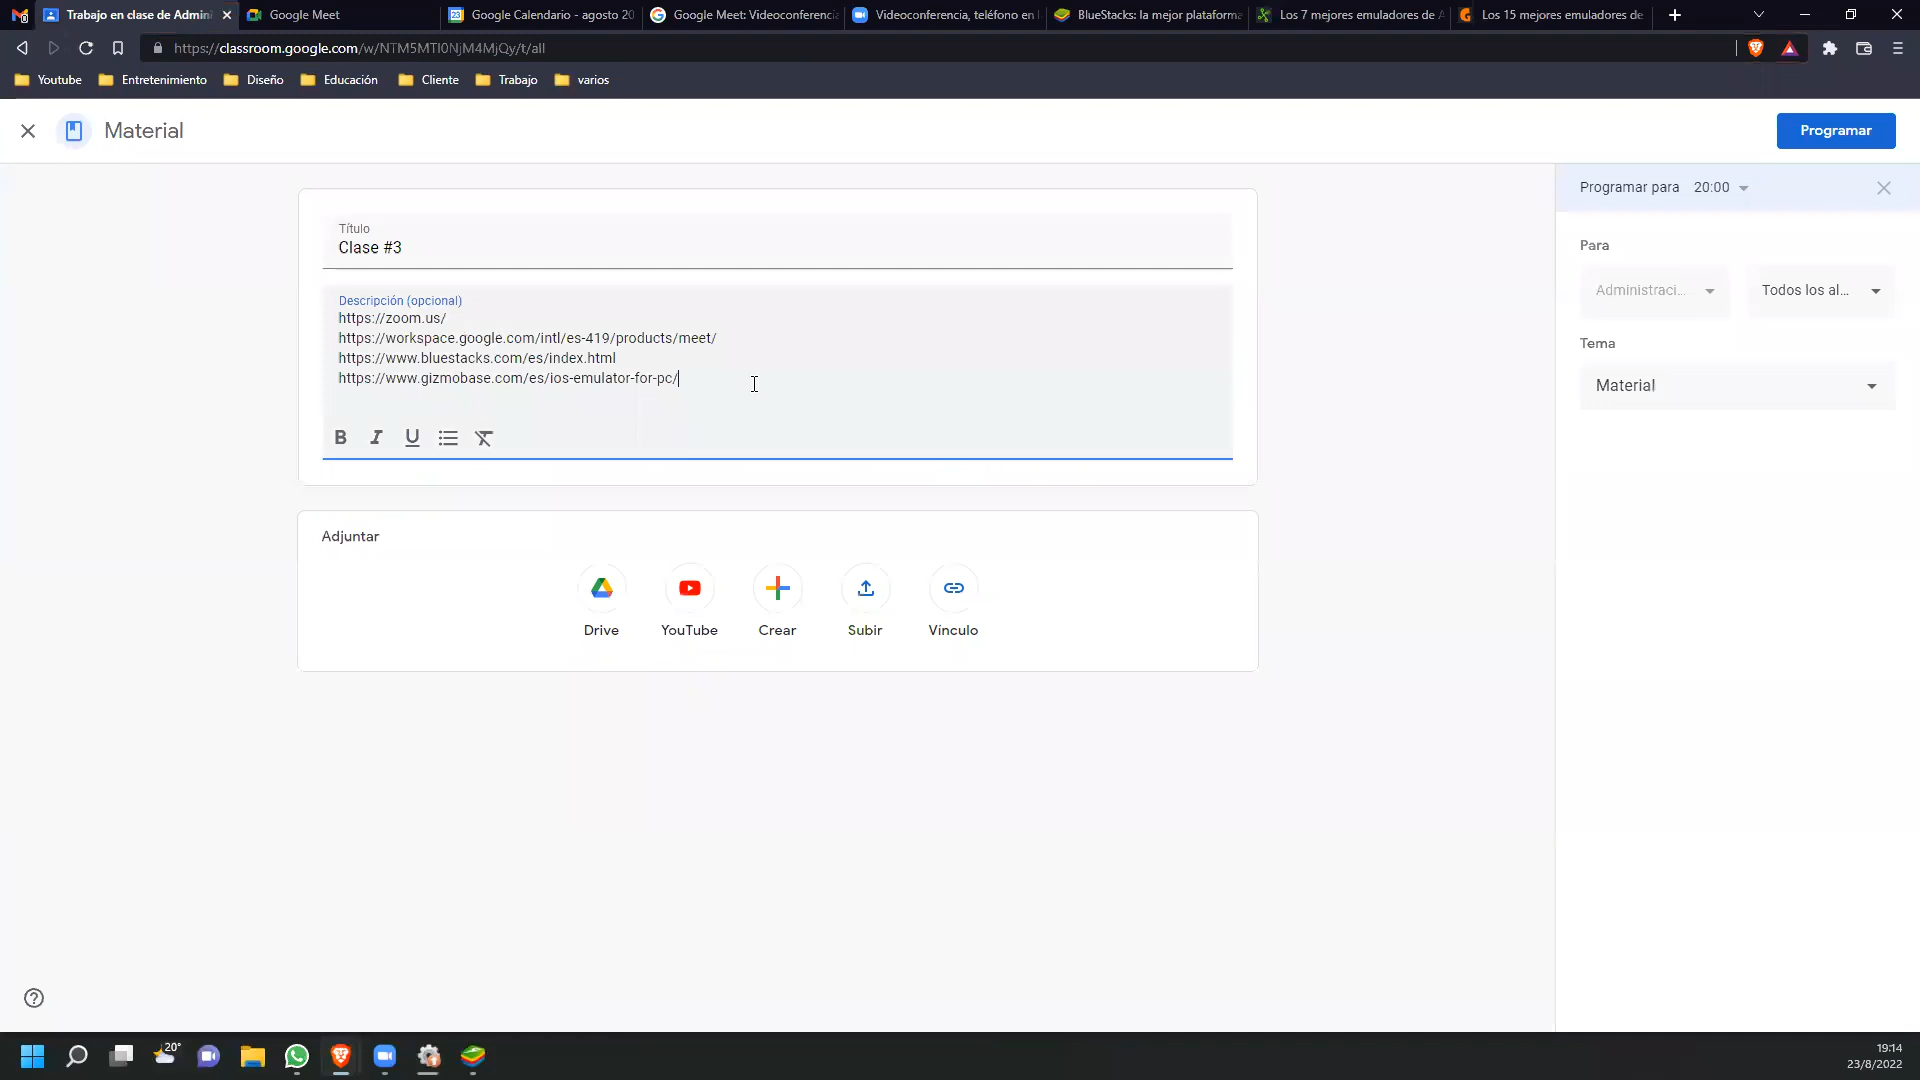 Trabajo en clase de Admini
Google Meet
Google Calendario - agosto 20
Google Meet: Videoconferencia
Videoconferencia, teléfono en l
BlueStacks: la mejor plataforma
Los 7 mejores emuladores de A
Los 15 mejores emuladores de
https://classroom.google.com/w/NTM5MTI0NjM4MjQy/t/all
Youtube
Entretenimiento
Diseño
Educación
Cliente
Trabajo
varios
Material
Programar
Programar para 20:00
Título
Clase #3
Para
Administraci...
Todos los al...
Descripción (opcional)
https://zoom.us/
https://workspace.google.com/intl/es-419/products/meet/
https://www.bluestacks.com/es/index.html
https://www.gizmobase.com/es/ios-emulator-for-pc/
Tema
Material
B I U
Adjuntar
Drive
YouTube
Crear
Subir
Vínculo
20°
19:14
23/8/2022